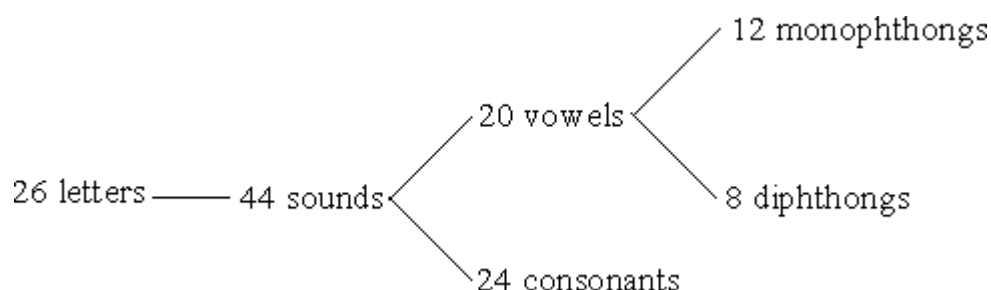 12 monophthongs
20 vowels
26 letters
44 sounds
8 diphthongs
24 consonants